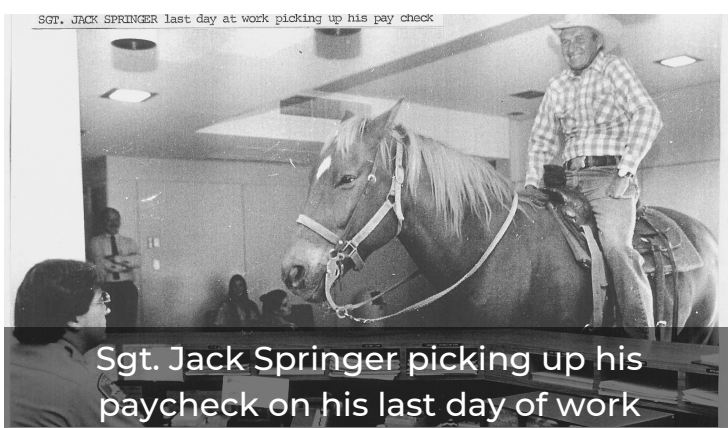 SGT. JACK SPRINGER last day at work picking up his pay check
Sgt. Jack Springer picking up his
paycheck on his last day of work